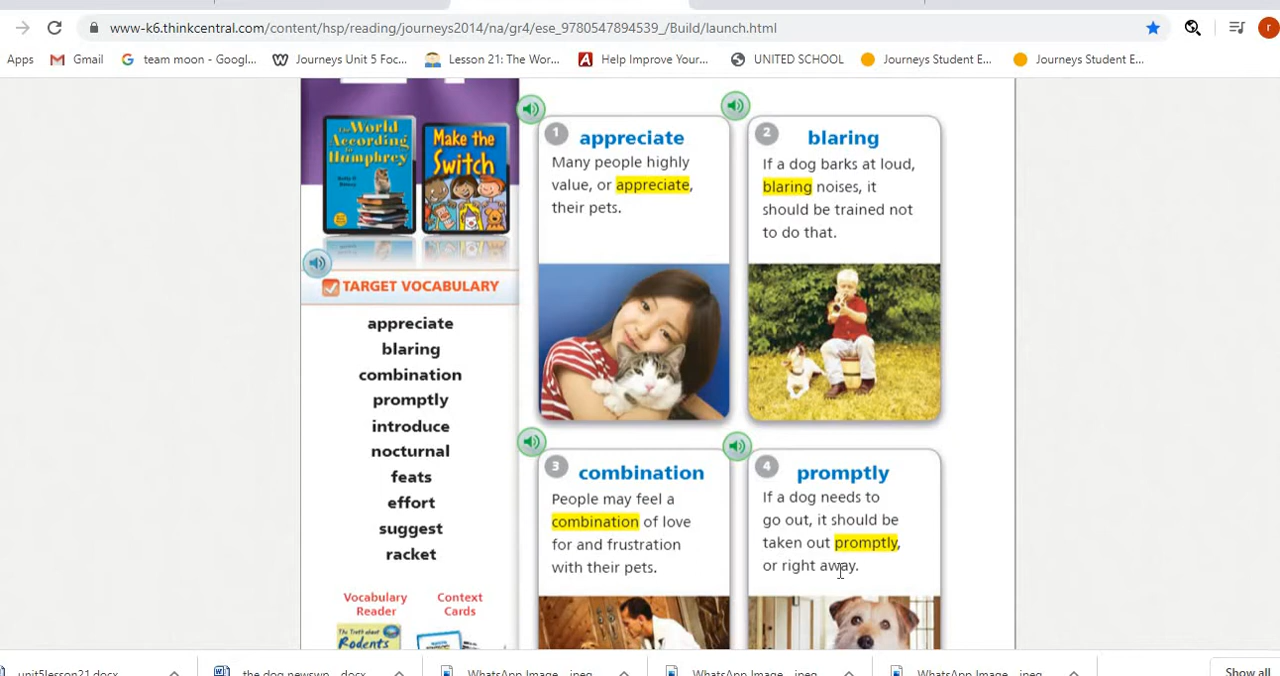 www-k6.thinkcentral.com/content/hsp/reading/journeys2014/na/gr4/ese_9780547894539_/Build/launch.html
r
Apps
Gmail
team moon - Googl...
Journeys Unit 5 Foc...
Lesson 21: The Wor...
Help Improve Your...
UNITED SCHOOL
Journeys Student E...
Journeys Student E...
The World
According to
Humphrey
Make the
Switch
TARGET VOCABULARY
appreciate
blaring
combination
promptly
introduce
nocturnal
feats
effort
suggest
racket
Vocabulary
Reader
Context
Cards
The Truth about
Rodents
1
appreciate
Many people highly
value, or appreciate,
their pets.
2
blaring
If a dog barks at loud,
blaring noises, it
should be trained not
to do that.
3
combination
People may feel a
combination of love
for and frustration
with their pets.
4
promptly
If a dog needs to
go out, it should be
taken out promptly,
or right away.
unit5lesson21.docx
the dog newswp...docx
WhatsApp Image ...jpeg
WhatsApp Image ...jpeg
WhatsApp Image ...jpeg
Show all